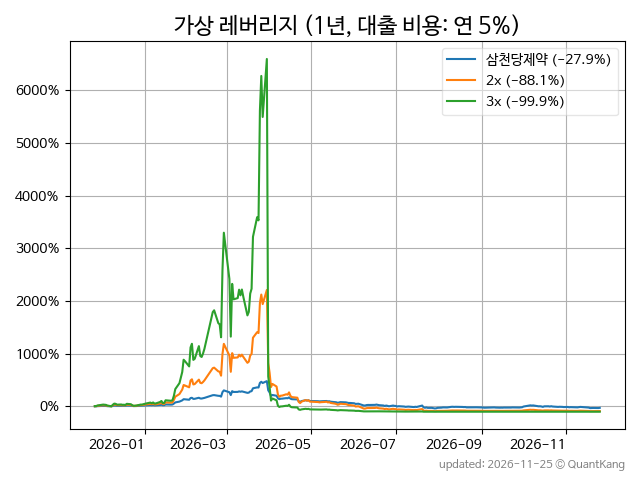 가상 레버리지 (1년, 대출 비용: 연 5%)
삼천당제약 (-27.9%)
2x (-88.1%)
3x (-99.9%)
6000%
5000%
4000%
3000%
2000%
1000%
0%
2026-01 2026-03 2026-05 2026-07 2026-09 2026-11
updated: 2026-11-25 © QuantKang